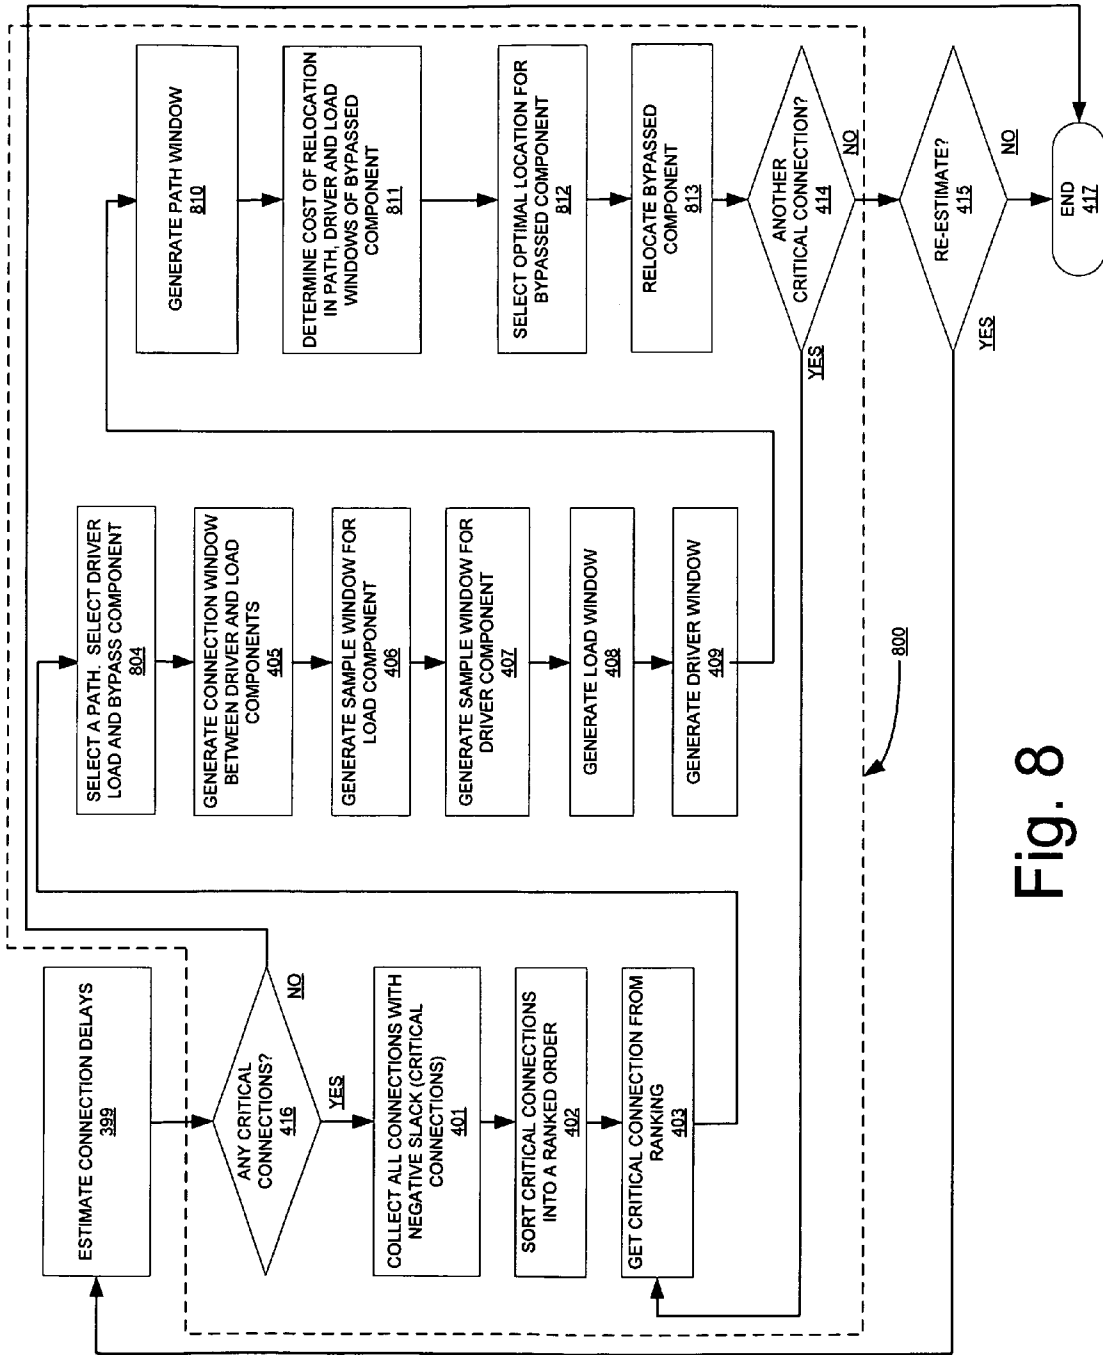 ESTIMATE CONNECTION DELAYS
399
ANY CRITICAL
CONNECTIONS?
416
NO
YES
COLLECT ALL CONNECTIONS WITH
NEGATIVE SLACK (CRITICAL
CONNECTIONS)
401
SORT CRITICAL CONNECTIONS
INTO A RANKED ORDER
402
GET CRITICAL CONNECTION FROM
RANKING
403
SELECT A PATH. SELECT DRIVER
LOAD AND BYPASS COMPONENT
804
GENERATE CONNECTION WINDOW
BETWEEN DRIVER AND LOAD
COMPONENTS
405
GENERATE SAMPLE WINDOW FOR
LOAD COMPONENT
406
GENERATE SAMPLE WINDOW FOR
DRIVER COMPONENT
407
GENERATE LOAD WINDOW
408
GENERATE DRIVER WINDOW
409
GENERATE PATH WINDOW
810
DETERMINE COST OF RELOCATION
IN PATH, DRIVER AND LOAD
WINDOWS OF BYPASSED
COMPONENT
811
SELECT OPTIMAL LOCATION FOR
BYPASSED COMPONENT
812
RELOCATE BYPASSED
COMPONENT
813
ANOTHER
CRITICAL CONNECTION?
414
YES
NO
RE-ESTIMATE?
415
YES
NO
END
417
800
Fig. 8